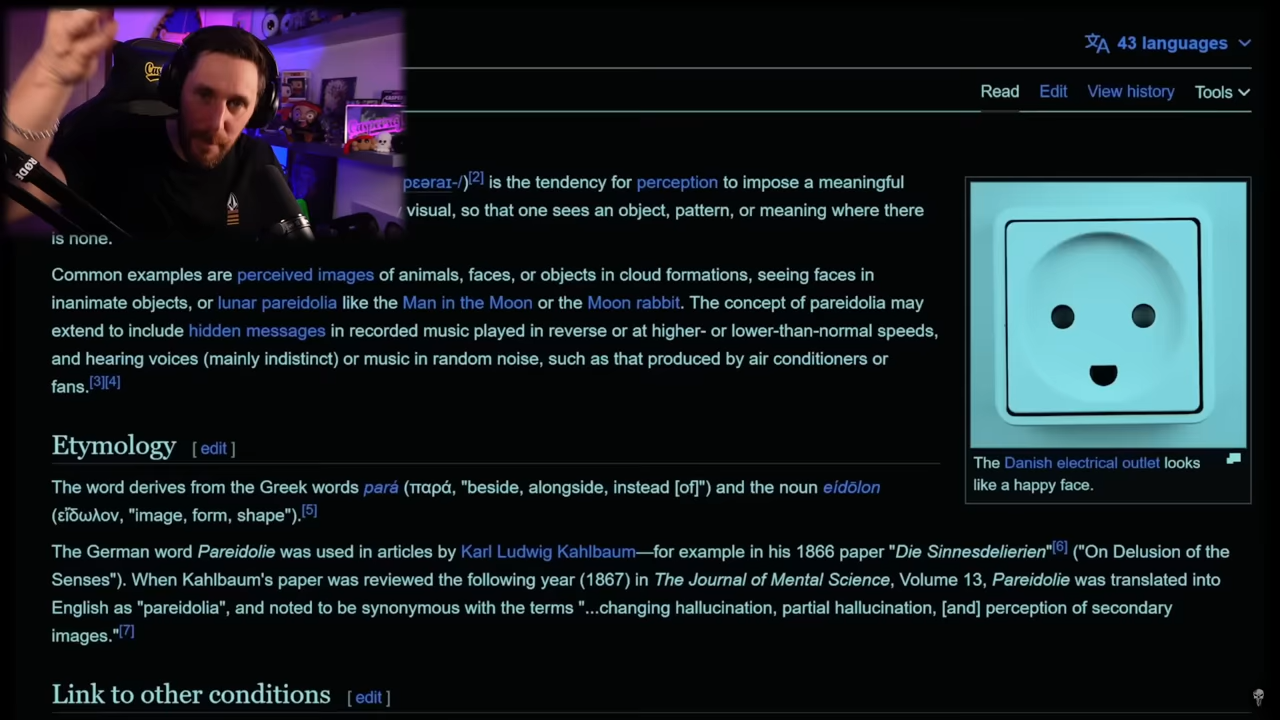 43 languages
Read Edit View history Tools
pɛəraɪ-/)[2] is the tendency for perception to impose a meaningful
visual, so that one sees an object, pattern, or meaning where there
is none.
Common examples are perceived images of animals, faces, or objects in cloud formations, seeing faces in
inanimate objects, or lunar pareidolia like the Man in the Moon or the Moon rabbit. The concept of pareidolia may
extend to include hidden messages in recorded music played in reverse or at higher- or lower-than-normal speeds,
and hearing voices (mainly indistinct) or music in random noise, such as that produced by air conditioners or
fans.[3][4]
The Danish electrical outlet looks
like a happy face.
Etymology [ edit ]
The word derives from the Greek words pará (παρά, "beside, alongside, instead [of]") and the noun eídōlon
(εἴδωλον, "image, form, shape").[5]
The German word Pareidolie was used in articles by Karl Ludwig Kahlbaum—for example in his 1866 paper "Die Sinnesdelierien"[6] ("On Delusion of the
Senses"). When Kahlbaum's paper was reviewed the following year (1867) in The Journal of Mental Science, Volume 13, Pareidolie was translated into
English as "pareidolia", and noted to be synonymous with the terms "...changing hallucination, partial hallucination, [and] perception of secondary
images."[7]
Link to other conditions [ edit ]
RØDE